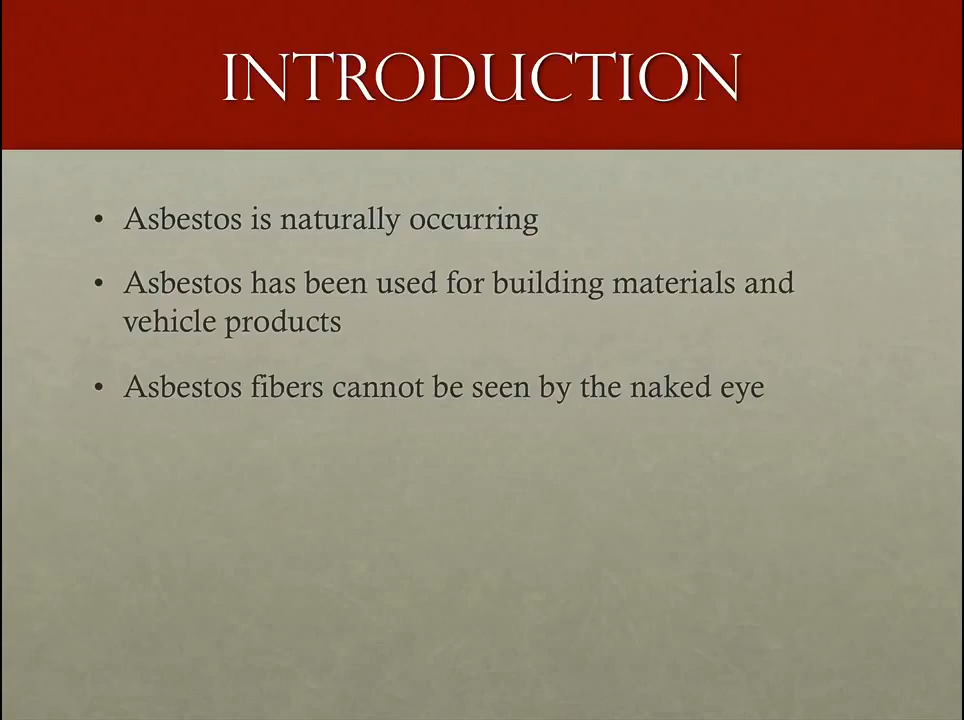 INTRODUCTION
• Asbestos is naturally occurring
• Asbestos has been used for building materials and
vehicle products
• Asbestos fibers cannot be seen by the naked eye